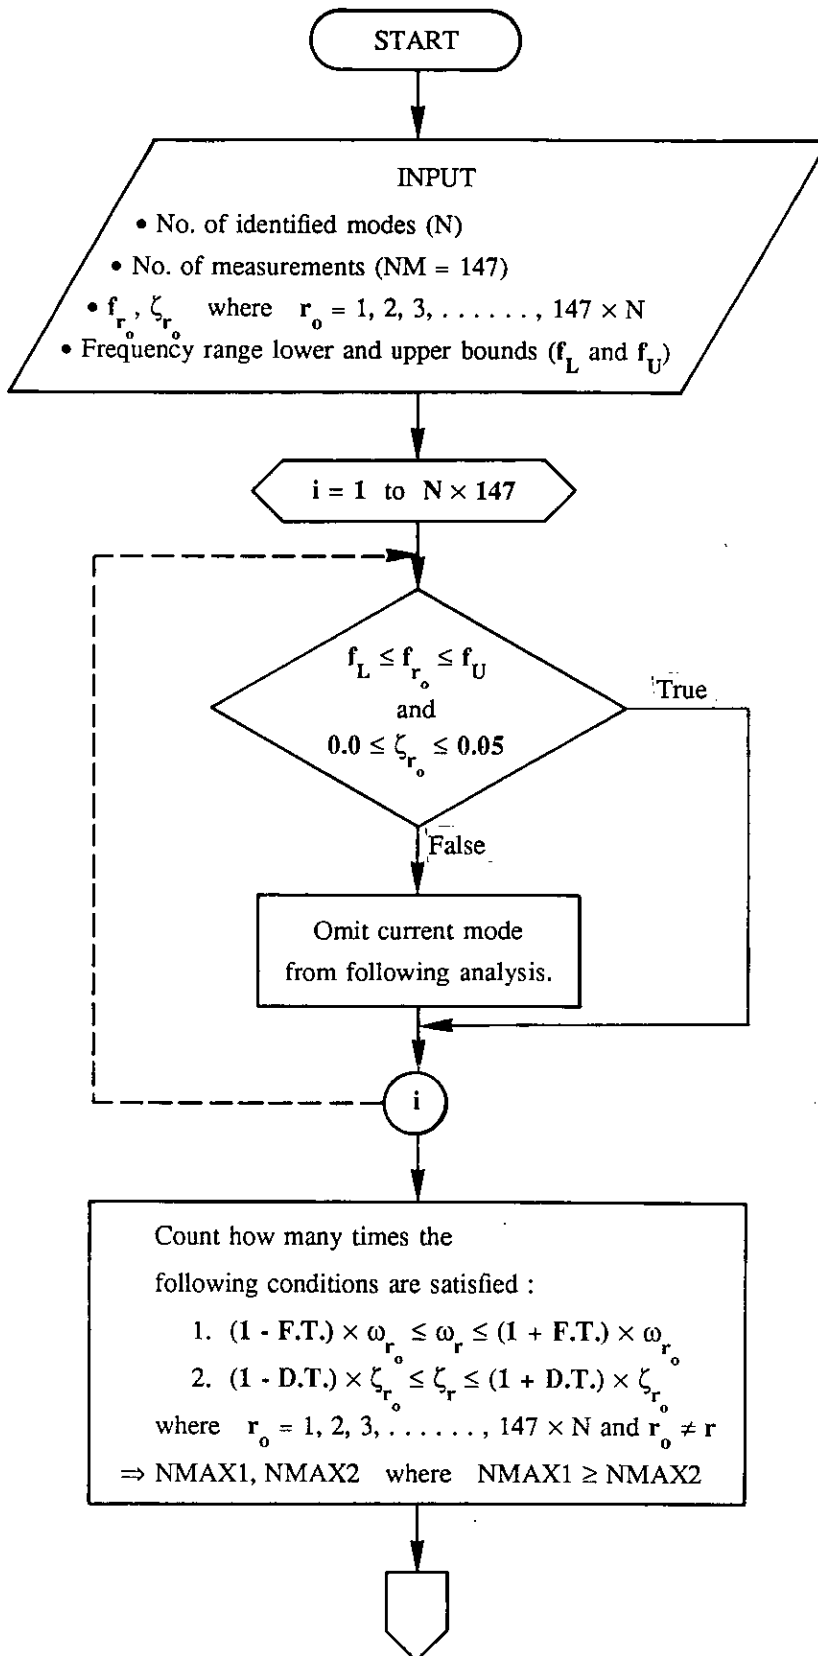 START
INPUT
• No. of identified modes (N)
• No. of measurements (NM = 147)
• f_{r_o}, ζ_{r_o} where r_o = 1, 2, 3, . . . . . . , 147 × N
• Frequency range lower and upper bounds (f_L and f_U)
i = 1 to N × 147
f_L ≤ f_{r_o} ≤ f_U
and
0.0 ≤ ζ_{r_o} ≤ 0.05
True
False
Omit current mode
from following analysis.
i
Count how many times the
following conditions are satisfied :
1. (1 - F.T.) × ω_{r_o} ≤ ω_r ≤ (1 + F.T.) × ω_{r_o}
2. (1 - D.T.) × ζ_{r_o} ≤ ζ_r ≤ (1 + D.T.) × ζ_{r_o}
where r_o = 1, 2, 3, . . . . . . , 147 × N and r_o ≠ r
⇒ NMAX1, NMAX2 where NMAX1 ≥ NMAX2